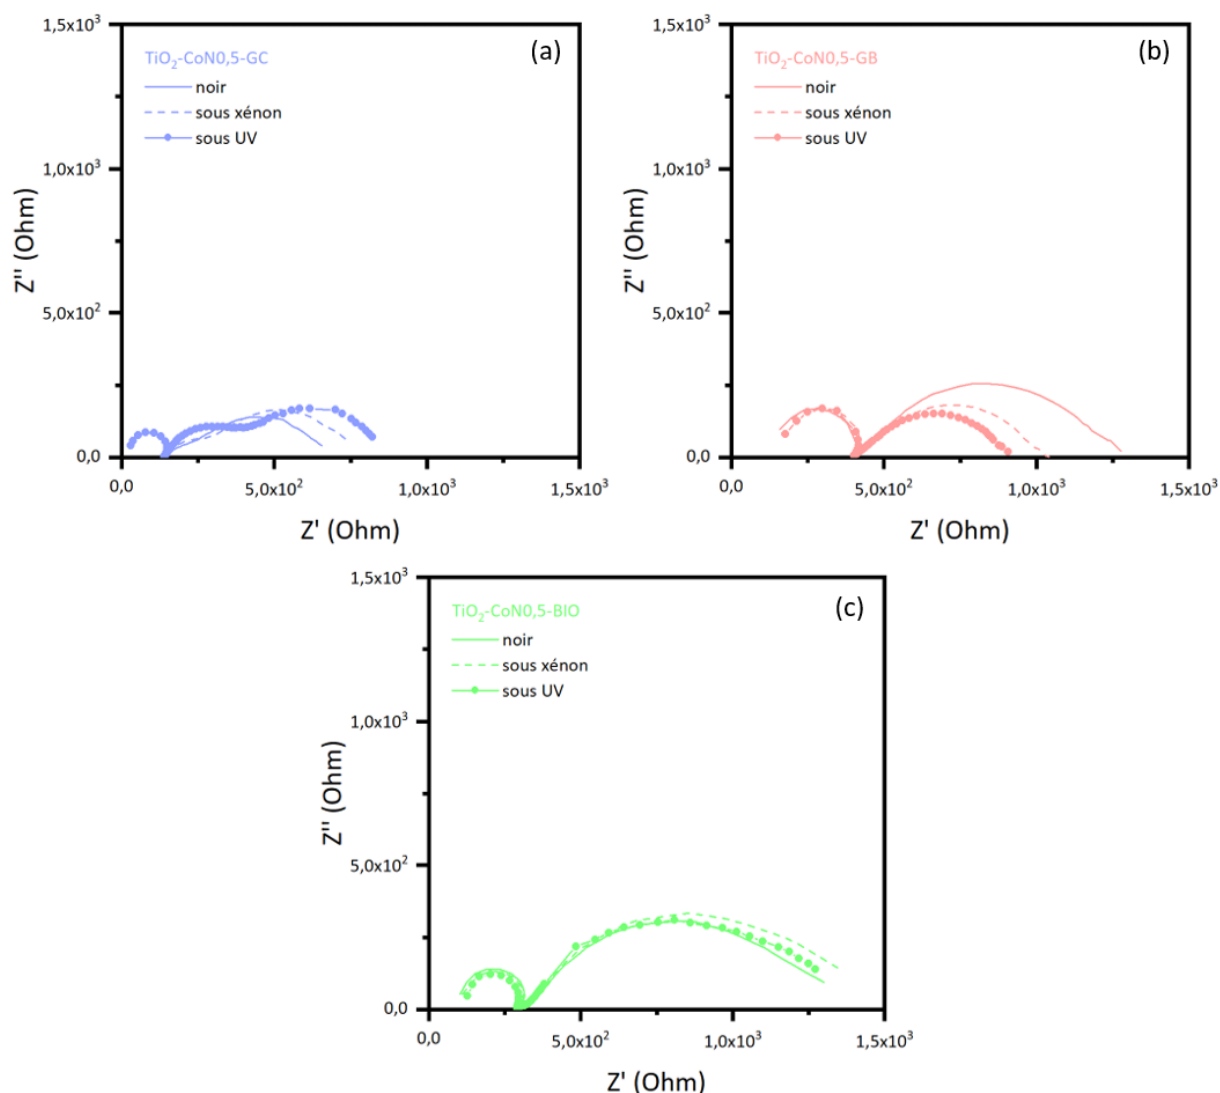 1,5x10³
TiO₂-CoN0,5-GC
(a)
noir
sous xénon
sous UV
1,0x10³
5,0x10²
0,0
Z'' (Ohm)
0,0
5,0x10²
1,0x10³
1,5x10³
Z' (Ohm)
1,5x10³
TiO₂-CoN0,5-GB
(b)
noir
sous xénon
sous UV
1,0x10³
5,0x10²
0,0
Z'' (Ohm)
0,0
5,0x10²
1,0x10³
1,5x10³
Z' (Ohm)
1,5x10³
TiO₂-CoN0,5-BIO
(c)
noir
sous xénon
sous UV
1,0x10³
5,0x10²
0,0
Z'' (Ohm)
0,0
5,0x10²
1,0x10³
1,5x10³
Z' (Ohm)